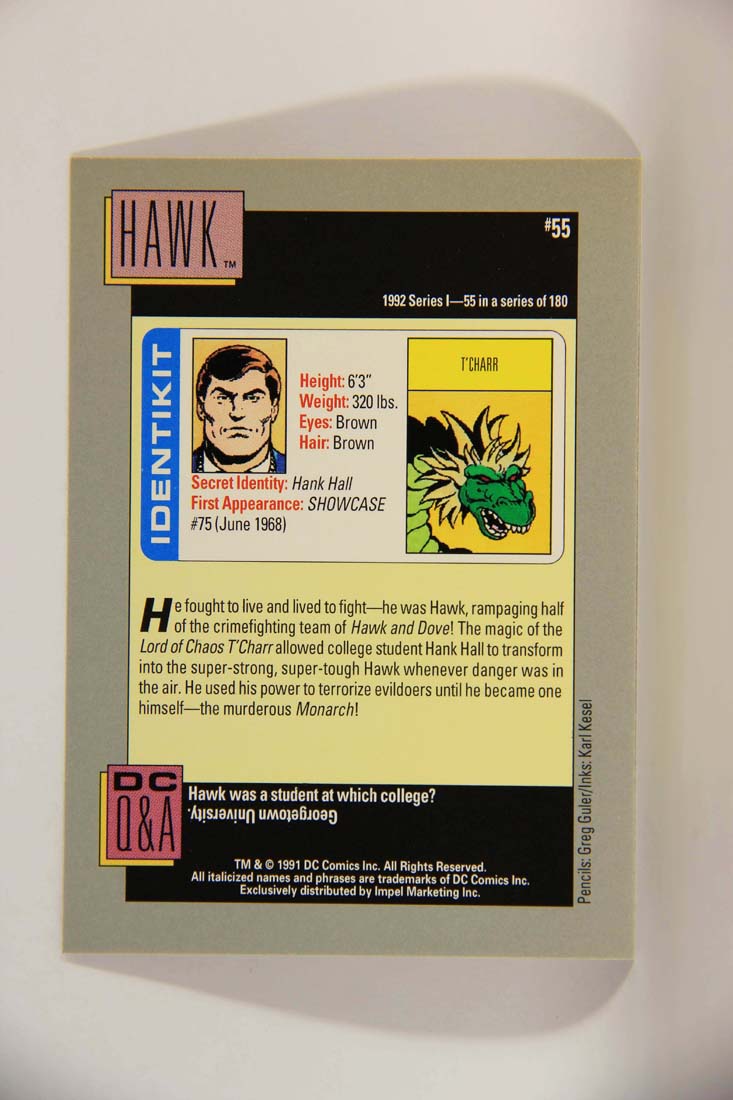 HAWK™
#55
1992 Series I—55 in a series of 180
IDENTIKIT
Height: 6'3"
Weight: 320 lbs.
Eyes: Brown
Hair: Brown
Secret Identity: Hank Hall
First Appearance: SHOWCASE
#75 (June 1968)
T'CHARR
He fought to live and lived to fight—he was Hawk, rampaging half
of the crimefighting team of Hawk and Dove! The magic of the
Lord of Chaos T'Charr allowed college student Hank Hall to transform
into the super-strong, super-tough Hawk whenever danger was in
the air. He used his power to terrorize evildoers until he became one
himself—the murderous Monarch!
DC
Q&A
Hawk was a student at which college?
Georgetown University.
TM & © 1991 DC Comics Inc. All Rights Reserved.
All italicized names and phrases are trademarks of DC Comics Inc.
Exclusively distributed by Impel Marketing Inc.
Pencils: Greg Guler/Inks: Karl Kesel